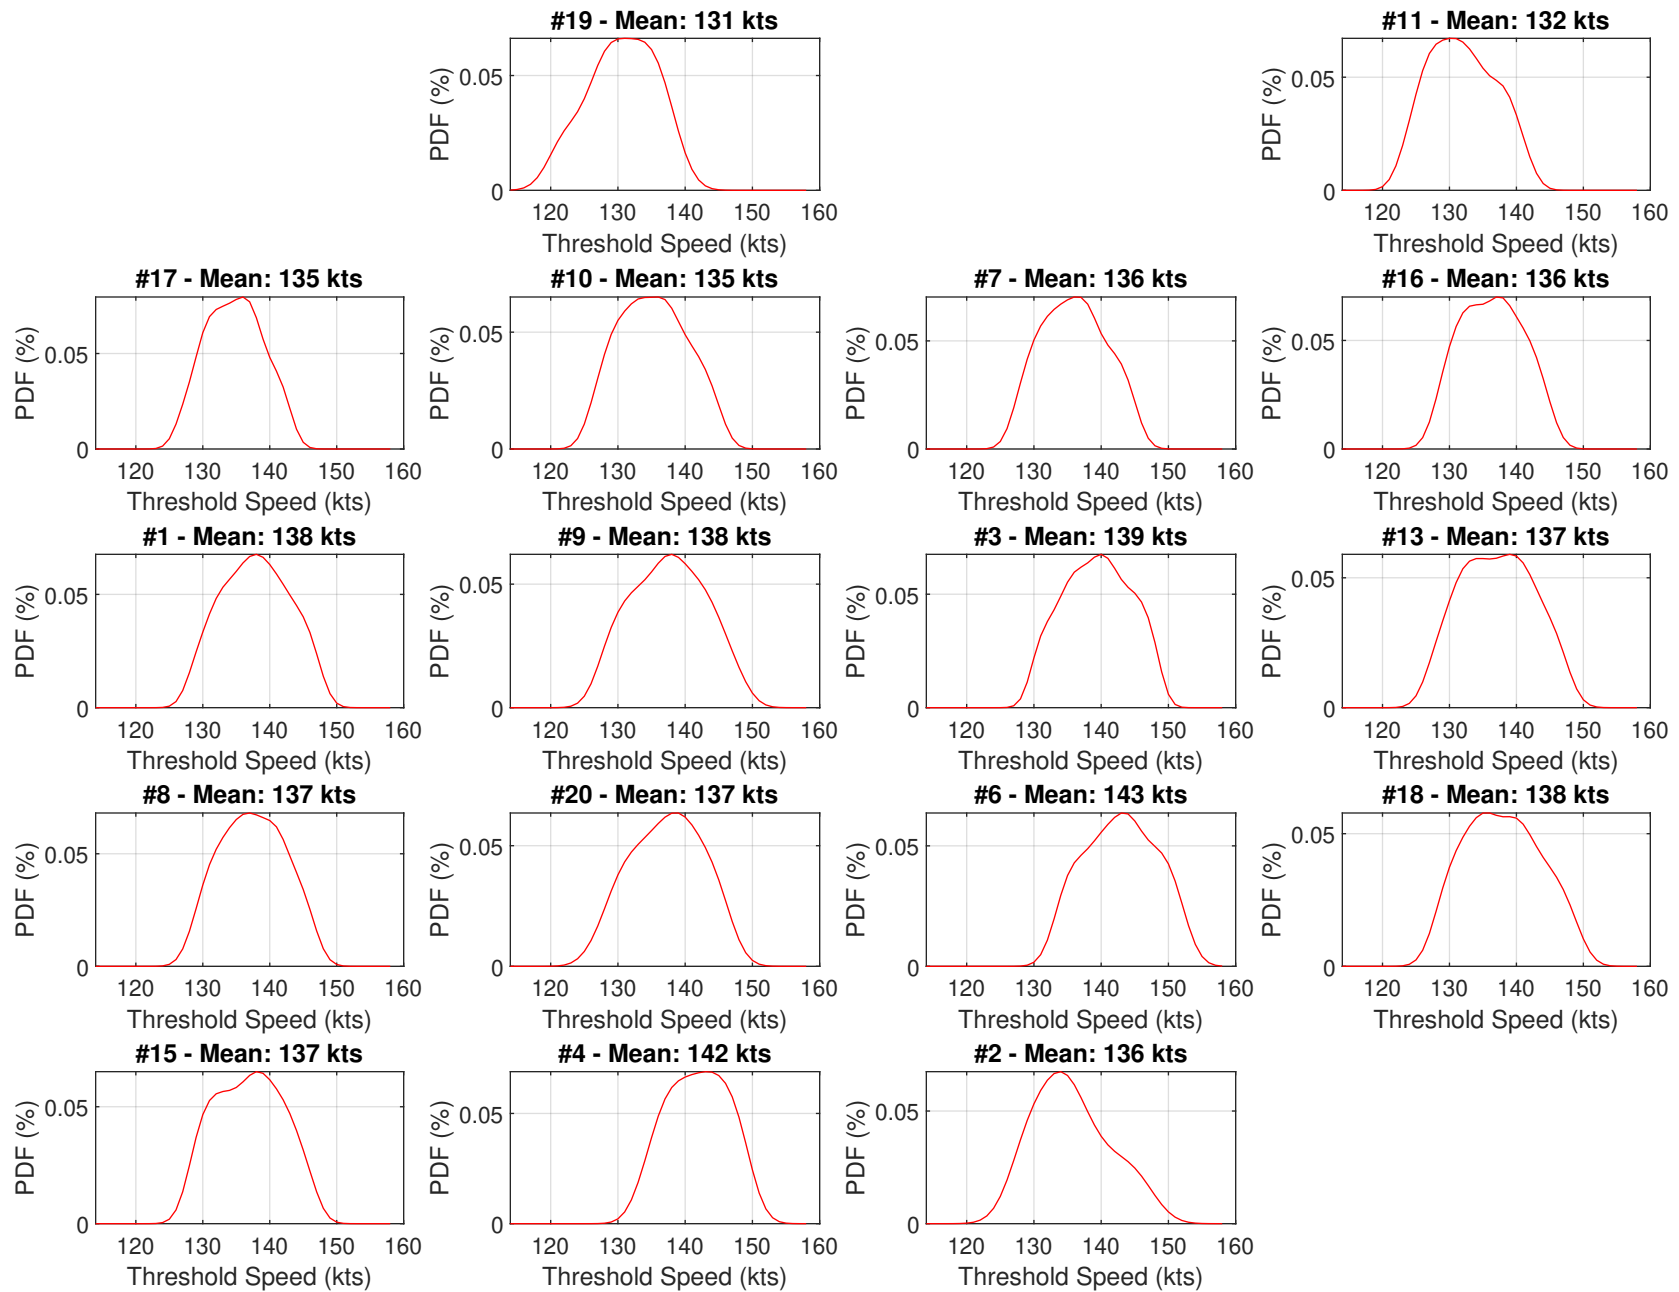 #19 - Mean: 131 kts
PDF (%)
0.05
0
120 130 140 150 160
Threshold Speed (kts)
#11 - Mean: 132 kts
PDF (%)
0.05
0
120 130 140 150 160
Threshold Speed (kts)
#17 - Mean: 135 kts
PDF (%)
0.05
0
120 130 140 150 160
Threshold Speed (kts)
#10 - Mean: 135 kts
PDF (%)
0.05
0
120 130 140 150 160
Threshold Speed (kts)
#7 - Mean: 136 kts
PDF (%)
0.05
0
120 130 140 150 160
Threshold Speed (kts)
#16 - Mean: 136 kts
PDF (%)
0.05
0
120 130 140 150 160
Threshold Speed (kts)
#1 - Mean: 138 kts
PDF (%)
0.05
0
120 130 140 150 160
Threshold Speed (kts)
#9 - Mean: 138 kts
PDF (%)
0.05
0
120 130 140 150 160
Threshold Speed (kts)
#3 - Mean: 139 kts
PDF (%)
0.05
0
120 130 140 150 160
Threshold Speed (kts)
#13 - Mean: 137 kts
PDF (%)
0.05
0
120 130 140 150 160
Threshold Speed (kts)
#8 - Mean: 137 kts
PDF (%)
0.05
0
120 130 140 150 160
Threshold Speed (kts)
#20 - Mean: 137 kts
PDF (%)
0.05
0
120 130 140 150 160
Threshold Speed (kts)
#6 - Mean: 143 kts
PDF (%)
0.05
0
120 130 140 150 160
Threshold Speed (kts)
#18 - Mean: 138 kts
PDF (%)
0.05
0
120 130 140 150 160
Threshold Speed (kts)
#15 - Mean: 137 kts
PDF (%)
0.05
0
120 130 140 150 160
Threshold Speed (kts)
#4 - Mean: 142 kts
PDF (%)
0.05
0
120 130 140 150 160
Threshold Speed (kts)
#2 - Mean: 136 kts
PDF (%)
0.05
0
120 130 140 150 160
Threshold Speed (kts)